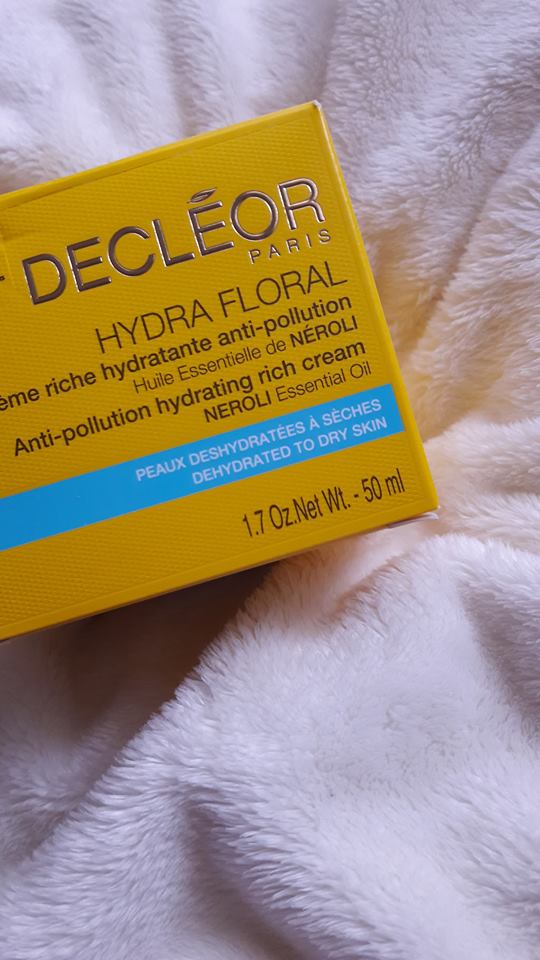 DECLÉOR
PARIS
HYDRA FLORAL
riche hydratante anti-pollution
Huile Essentielle de NÉROLI
Anti-pollution hydrating rich cream
NEROLI Essential Oil
PEAUX DESHYDRATÉES À SÈCHES
DEHYDRATED TO DRY SKIN
1.7 Oz.Net Wt. - 50 ml